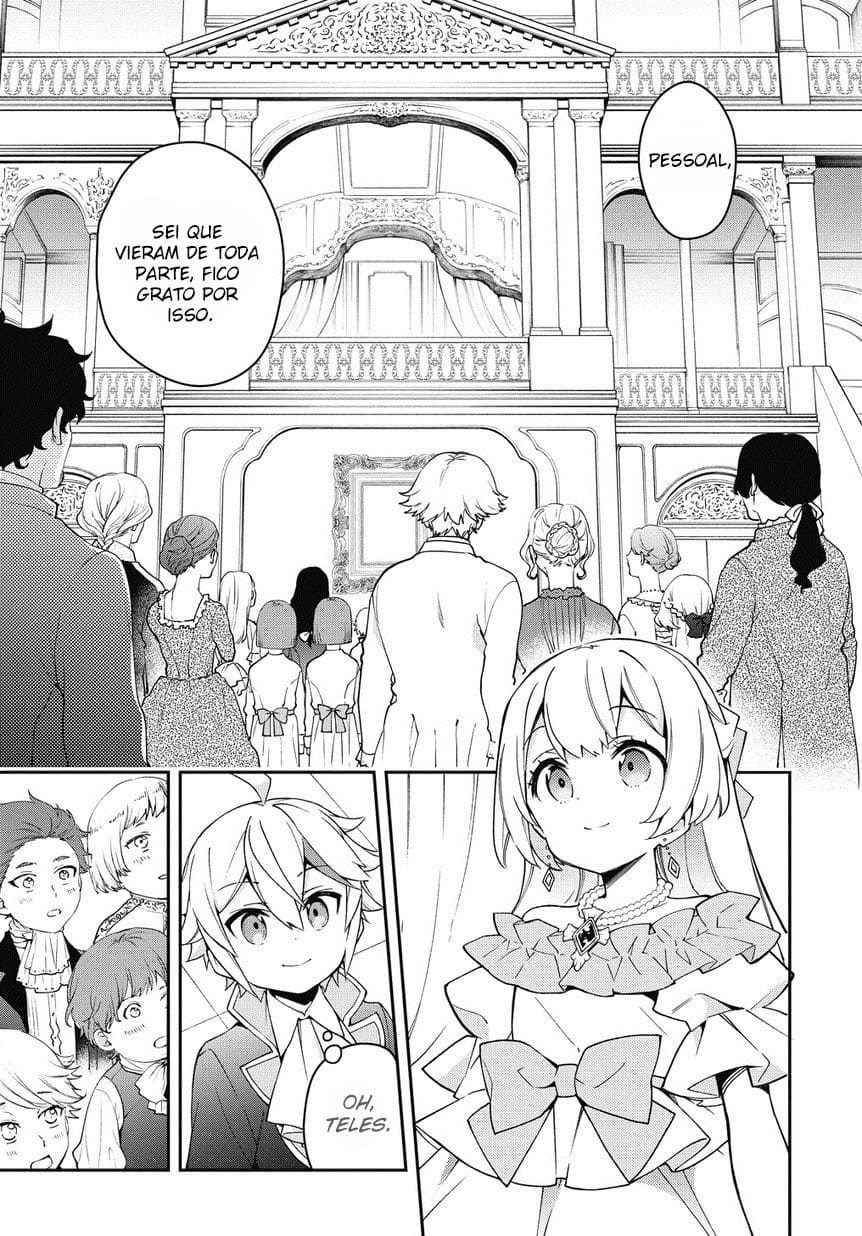 PESSOAL,
SEI QUE
VIERAM DE TODA
PARTE, FICO
GRATO POR
ISSO.
OH,
TELES.